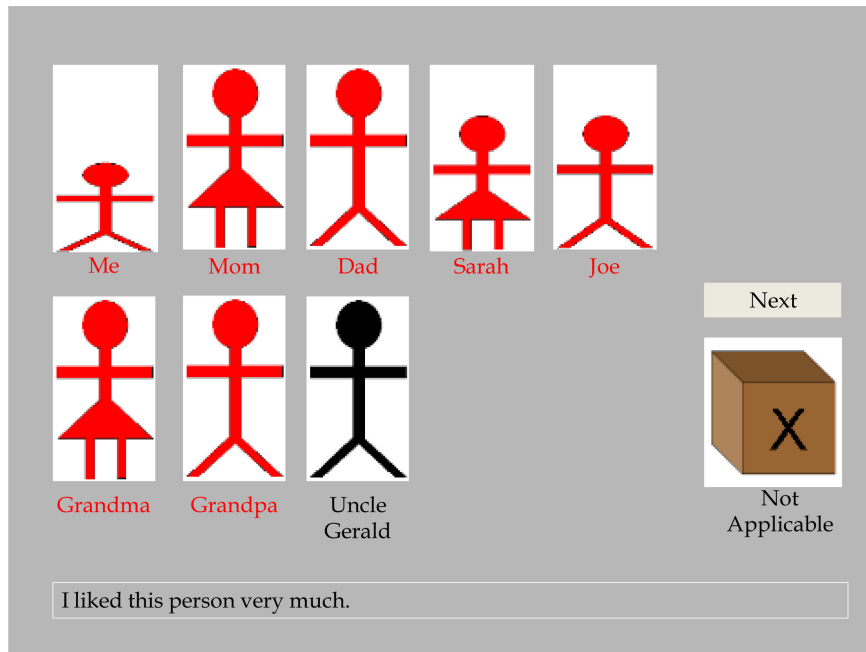 Me
Mom
Dad
Sarah
Joe
Next
Grandma
Grandpa
Uncle
Gerald
X
Not
Applicable
I liked this person very much.